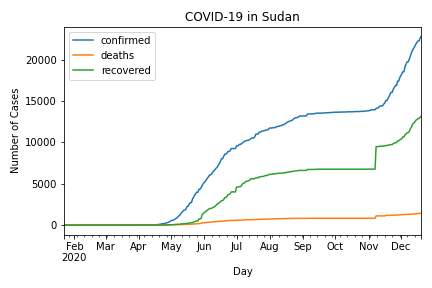 COVID-19 in Sudan
confirmed
deaths
recovered
Number of Cases
20000
15000
10000
5000
0
Feb Mar Apr May Jun Jul Aug Sep Oct Nov Dec
2020
Day